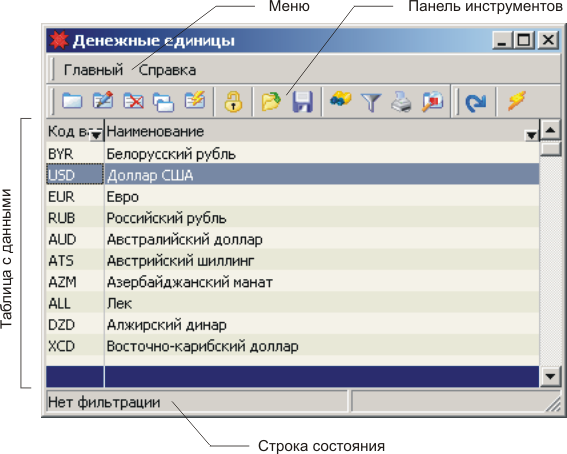 Меню
Панель инструментов
Денежные единицы
Главный Справка
Код в
Наименование
BYR Белорусский рубль
USD Доллар США
EUR Евро
RUB Российский рубль
AUD Австралийский доллар
ATS Австрийский шиллинг
AZM Азербайджанский манат
ALL Лек
DZD Алжирский динар
XCD Восточно-карибский доллар
Таблица с данными
Нет фильтрации
Строка состояния